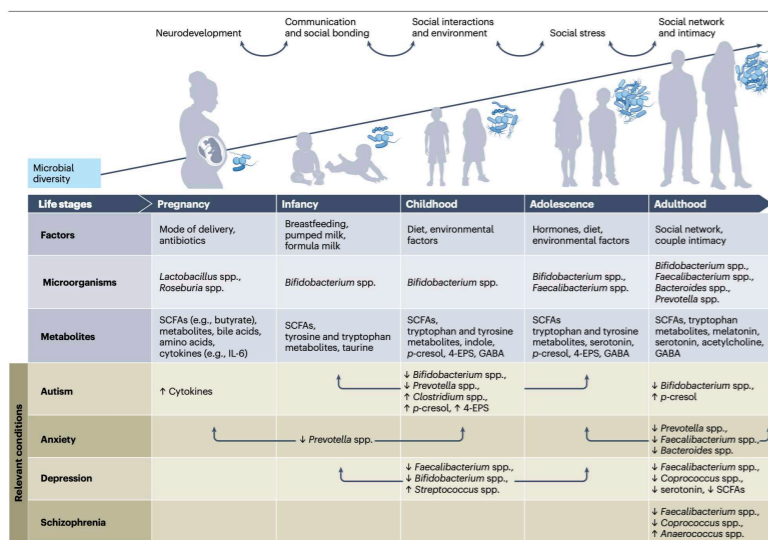 Neurodevelopment
Communication
and social bonding
Social interactions
and environment
Social stress
Social network
and intimacy
Microbial
diversity
Life stages
Pregnancy
Infancy
Childhood
Adolescence
Adulthood
Factors
Mode of delivery,
antibiotics
Breastfeeding,
pumped milk,
formula milk
Diet, environmental
factors
Hormones, diet,
environmental factors
Social network,
couple intimacy
Microorganisms
Lactobacillus spp.,
Roseburia spp.
Bifidobacterium spp.
Bifidobacterium spp.
Bifidobacterium spp.,
Faecalibacterium spp.
Bifidobacterium spp.,
Faecalibacterium spp.,
Bacteroides spp.,
Prevotella spp.
Metabolites
SCFAs (e.g., butyrate),
metabolites, bile acids,
amino acids,
cytokines (e.g., IL-6)
SCFAs,
tyrosine and tryptophan
metabolites, taurine
SCFAs,
tryptophan and tyrosine
metabolites, indole,
p-cresol, 4-EPS, GABA
SCFAs
tryptophan and tyrosine
metabolites, serotonin,
p-cresol, 4-EPS, GABA
SCFAs, tryptophan
metabolites, melatonin,
serotonin, acetylcholine,
GABA
Relevant conditions
Autism
↑ Cytokines
↓ Bifidobacterium spp.,
↓ Prevotella spp.,
↑ Clostridium spp.,
↑ p-cresol, ↑ 4-EPS
↓ Bifidobacterium spp.,
↑ p-cresol
Anxiety
↓ Prevotella spp.
↓ Prevotella spp.,
↓ Faecalibacterium spp.,
↓ Bacteroides spp.
Depression
↓ Faecalibacterium spp.,
↓ Bifidobacterium spp.,
↑ Streptococcus spp.
↓ Faecalibacterium spp.,
↓ Coprococcus spp.,
↓ serotonin, ↓ SCFAs
Schizophrenia
↓ Faecalibacterium spp.,
↓ Coprococcus spp.,
↑ Anaerococcus spp.